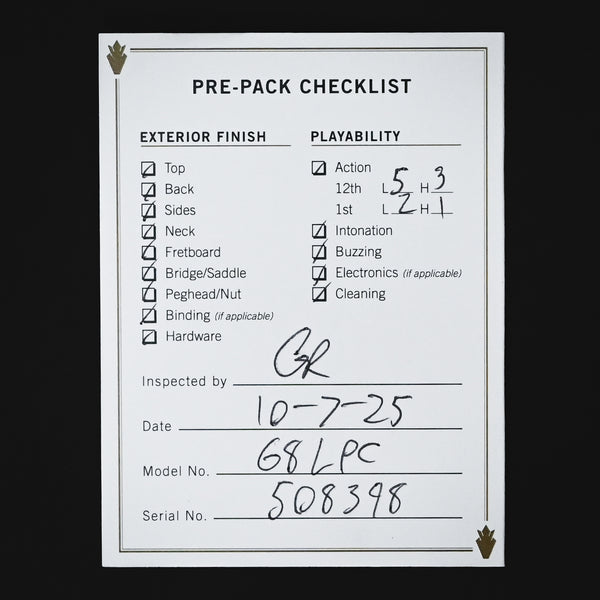 PRE-PACK CHECKLIST
EXTERIOR FINISH
Top
Back
Sides
Neck
Fretboard
Bridge/Saddle
Peghead/Nut
Binding (if applicable)
Hardware
PLAYABILITY
Action
12th L 5 H 3
1st L 2 H 1
Intonation
Buzzing
Electronics (if applicable)
Cleaning
Inspected by GR
Date 10-7-25
Model No. 68 LPC
Serial No. 508398